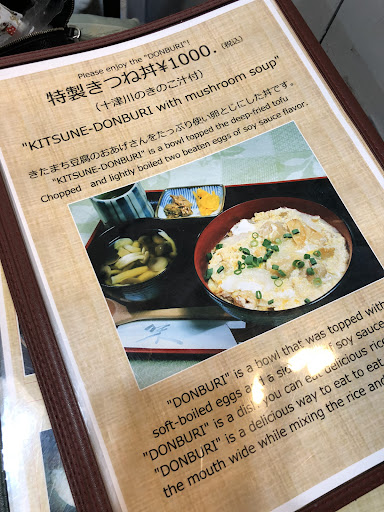 Please enjoy the "DONBURI"!
特製きつね丼¥1000. (税込)
（十津川のきのこ汁付）
"KITSUNE-DONBURI with mushroom soup"
きたまち豆腐のおあげさんをたっぷり使い卵とじにした丼です。
"KITSUNE-DONBURI" is a bowl topped the deep-fried tofu
Chopped and lightly boiled two beaten eggs of soy sauce flavor.
"DONBURI" is a bowl that was topped with
soft-boiled eggs and a soy sauce
"DONBURI" is a dish you can eat delicious rice
"DONBURI" is a delicious way to eat to eat
the mouth wide while mixing the rice and